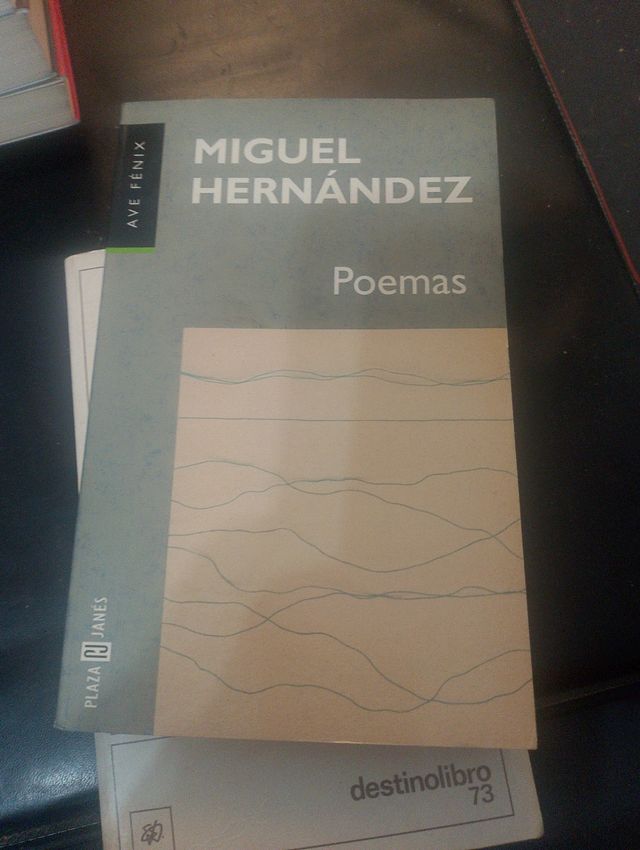 AVE FÉNIX
MIGUEL
HERNÁNDEZ
Poemas
PLAZA JANÉS
destinolibro
73